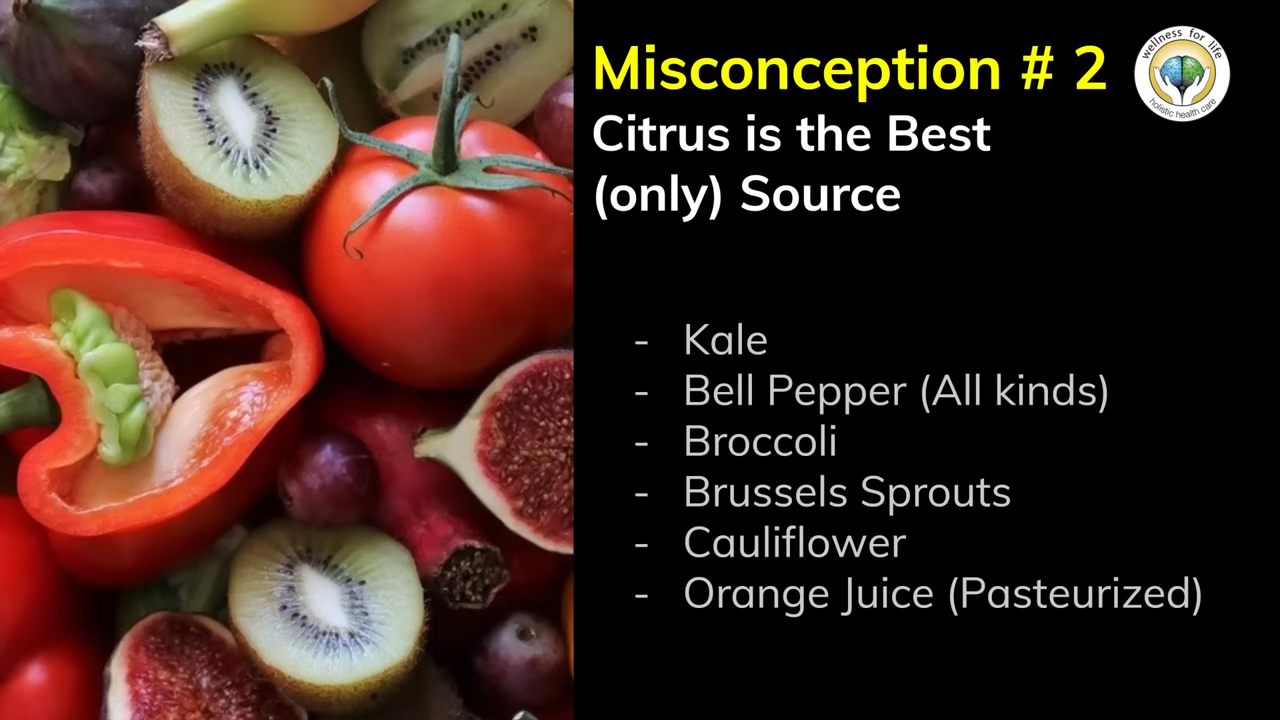 Misconception # 2
wellness for life
holistic health care
Citrus is the Best
(only) Source
- Kale
- Bell Pepper (All kinds)
- Broccoli
- Brussels Sprouts
- Cauliflower
- Orange Juice (Pasteurized)